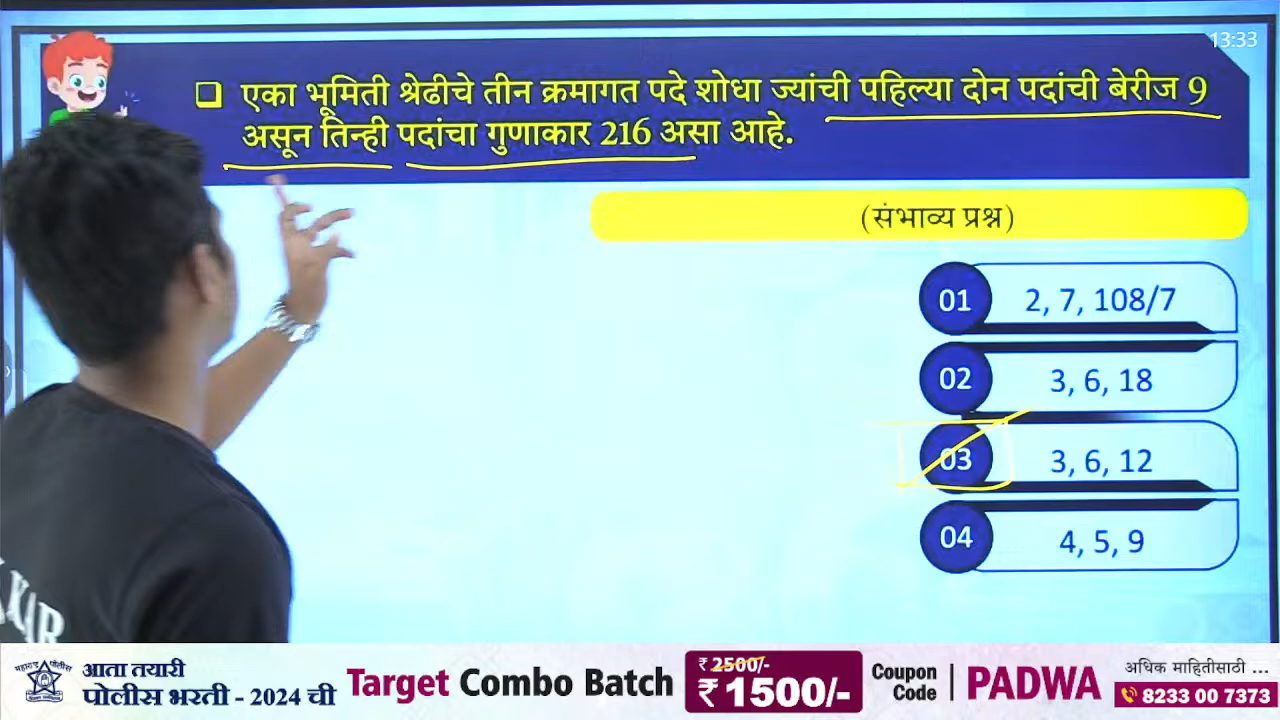 13:33
❑ एका भूमिती श्रेढीचे तीन क्रमागत पदे शोधा ज्यांची पहिल्या दोन पदांची बेरीज 9
असून तिन्ही पदांचा गुणाकार 216 असा आहे.
(संभाव्य प्रश्न)
01 2, 7, 108/7
02 3, 6, 18
03 3, 6, 12
04 4, 5, 9
KAR
आता तयारी
पोलीस भरती - 2024 ची
Target Combo Batch
₹ 2500/-
₹ 1500/-
Coupon
Code
PADWA
अधिक माहितीसाठी ...
8233 00 7373